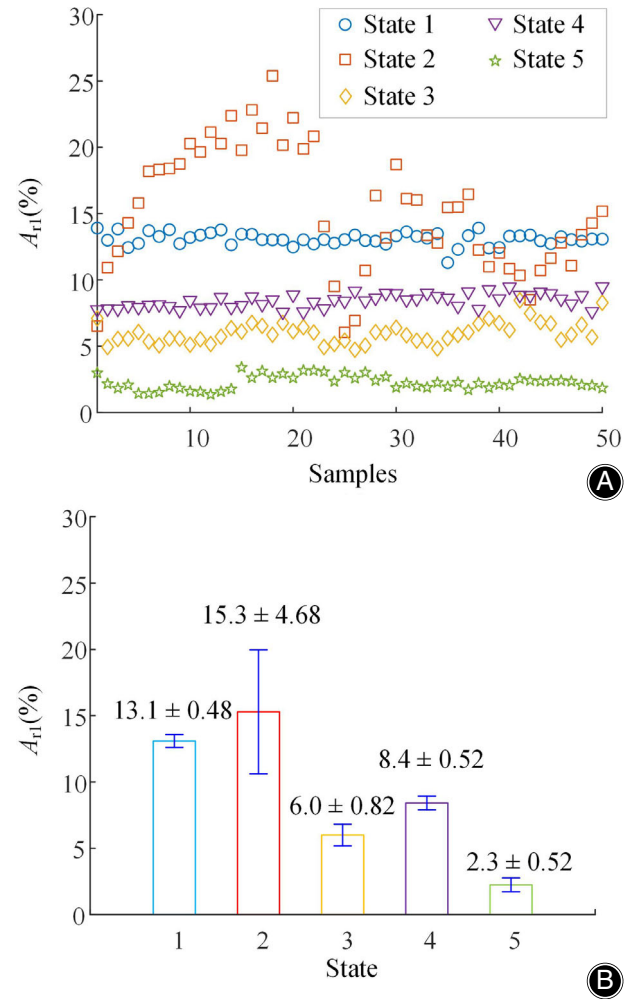 30
25
20
15
10
5
0
A_r1(%)
State 1
State 2
State 3
State 4
State 5
10 20 30 40 50
Samples
A
30
25
20
15
10
5
0
A_r1(%)
13.1 ± 0.48
15.3 ± 4.68
6.0 ± 0.82
8.4 ± 0.52
2.3 ± 0.52
1 2 3 4 5
State
B